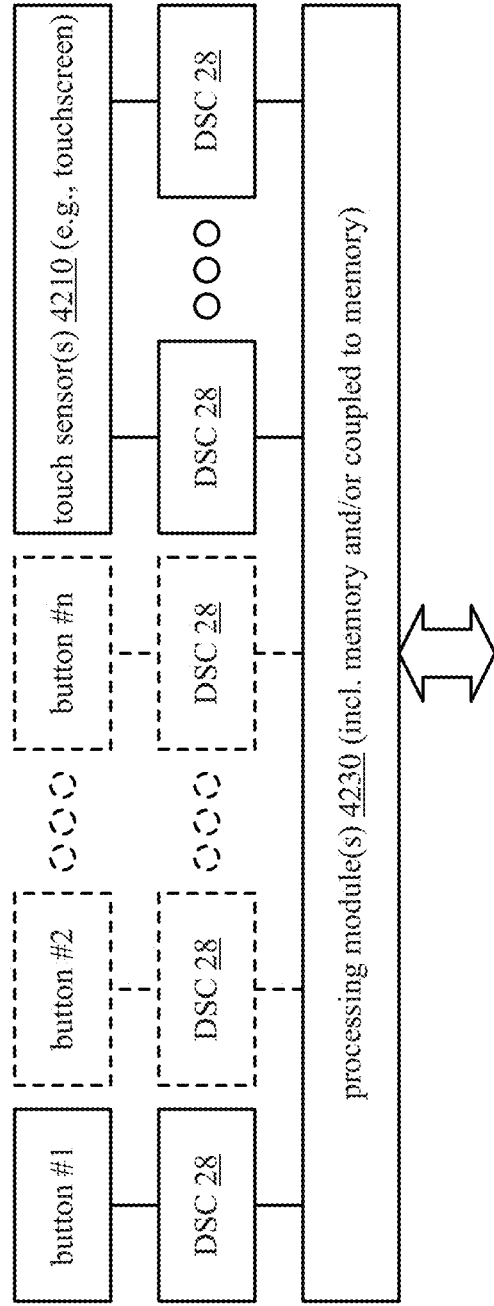 button #1
button #2
button #n
touch sensor(s) 4210 (e.g., touchscreen)
DSC 28
DSC 28
DSC 28
DSC 28
DSC 28
processing module(s) 4230 (incl. memory and/or coupled to memory)